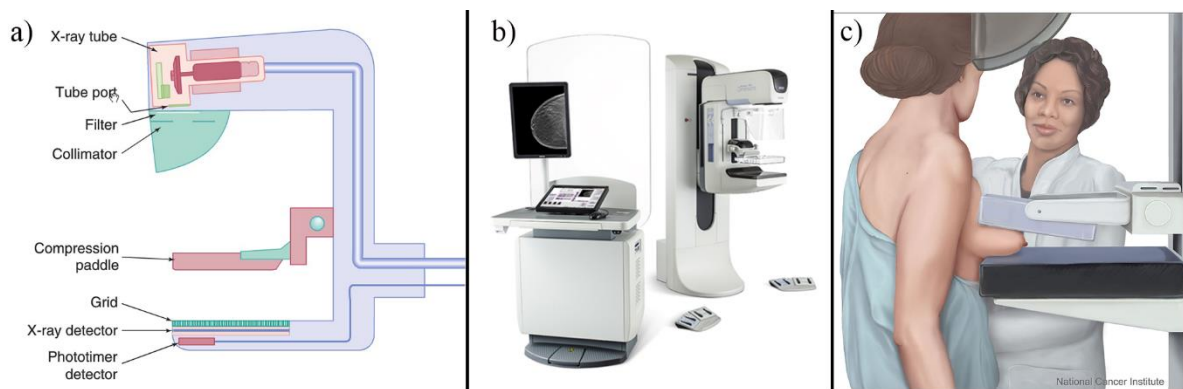 a)
X-ray tube
Tube port
Filter
Collimator
Compression
paddle
Grid
X-ray detector
Phototimer
detector
b)
c)
National Cancer Institute